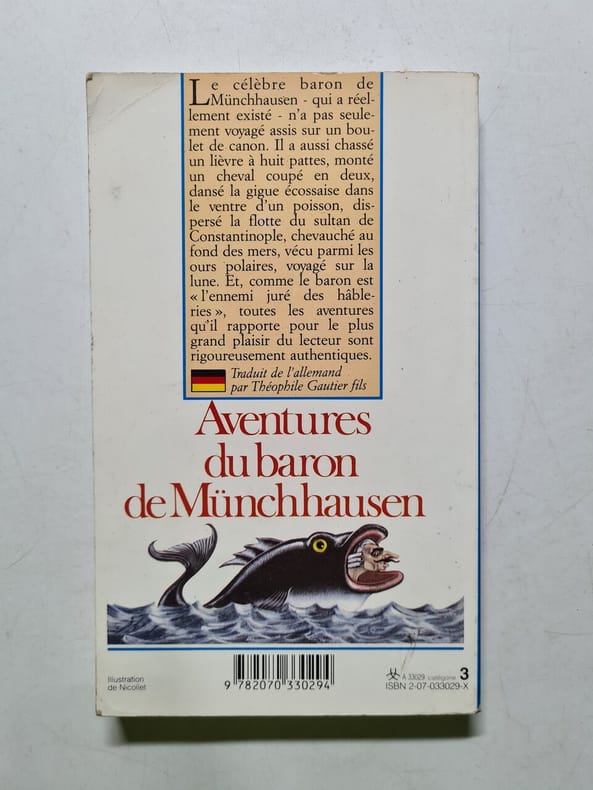 Le célèbre baron de
Münchhausen - qui a réel-
lement existé - n'a pas seule-
ment voyagé assis sur un bou-
let de canon. Il a aussi chassé
un lièvre à huit pattes, monté
un cheval coupé en deux,
dansé la gigue écossaise dans
le ventre d'un poisson, dis-
persé la flotte du sultan de
Constantinople, chevauché au
fond des mers, vécu parmi les
ours polaires, voyagé sur la
lune. Et, comme le baron est
« l'ennemi juré des hâble-
ries », toutes les aventures
qu'il rapporte pour le plus
grand plaisir du lecteur sont
rigoureusement authentiques.
Traduit de l'allemand
par Théophile Gautier fils
Aventures
du baron
de Münchhausen
Illustration
de Nicollet
9 782070 330294
A 33029 catégorie 3
ISBN 2-07-033029-X